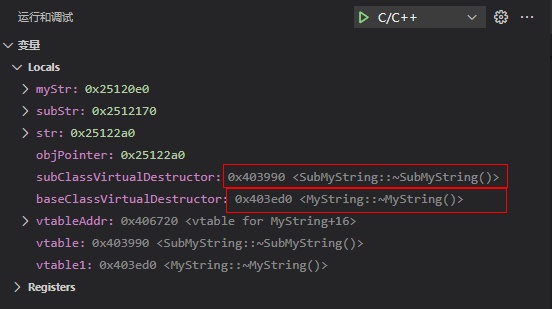 运行和调试 C/C++
变量
Locals
myStr: 0x25120e0
subStr: 0x2512170
str: 0x25122a0
objPointer: 0x25122a0
subClassVirtualDestructor: 0x403990 <SubMyString::~SubMyString()>
baseClassVirtualDestructor: 0x403ed0 <MyString::~MyString()>
vtableAddr: 0x406720 <vtable for MyString+16>
vtable: 0x403990 <SubMyString::~SubMyString()>
vtable1: 0x403ed0 <MyString::~MyString()>
Registers